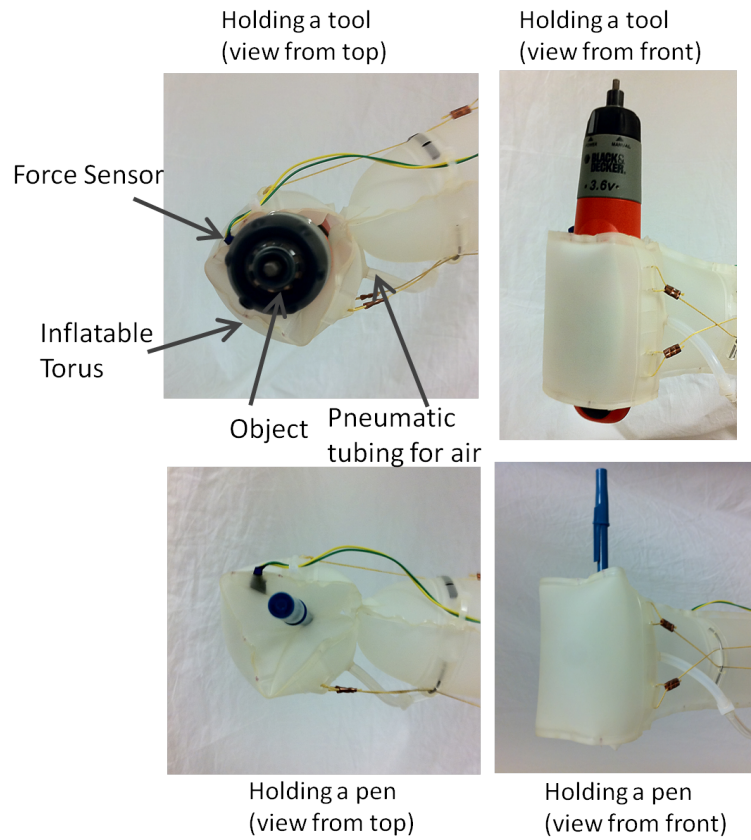 Holding a tool
(view from top)
Holding a tool
(view from front)
BLACK&
DECKER
3.6v
Force Sensor
Inflatable
Torus
Object
Pneumatic
tubing for air
Holding a pen
(view from top)
Holding a pen
(view from front)